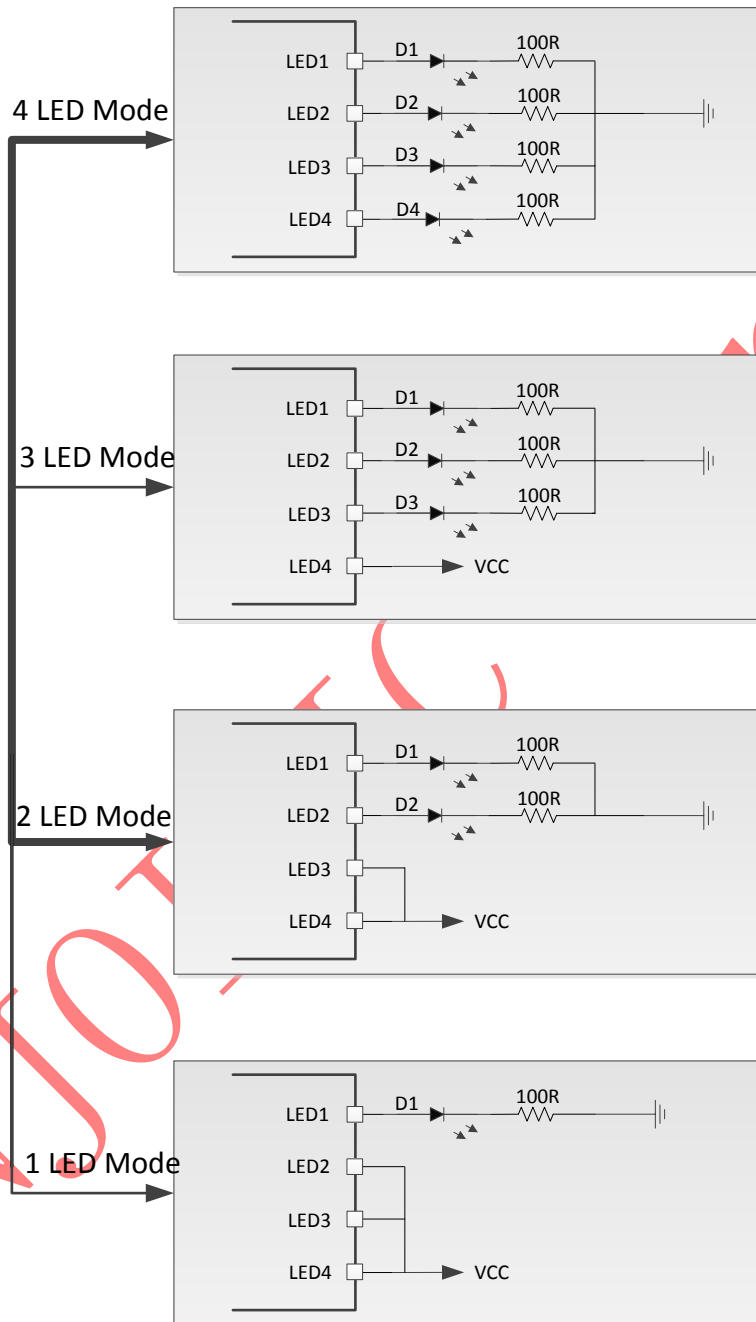 4 LED Mode
LED1
D1
100R
LED2
D2
100R
LED3
D3
100R
LED4
D4
100R
3 LED Mode
LED1
D1
100R
LED2
D2
100R
LED3
D3
100R
LED4
VCC
2 LED Mode
LED1
D1
100R
LED2
D2
100R
LED3
LED4
VCC
1 LED Mode
LED1
D1
100R
LED2
LED3
LED4
VCC